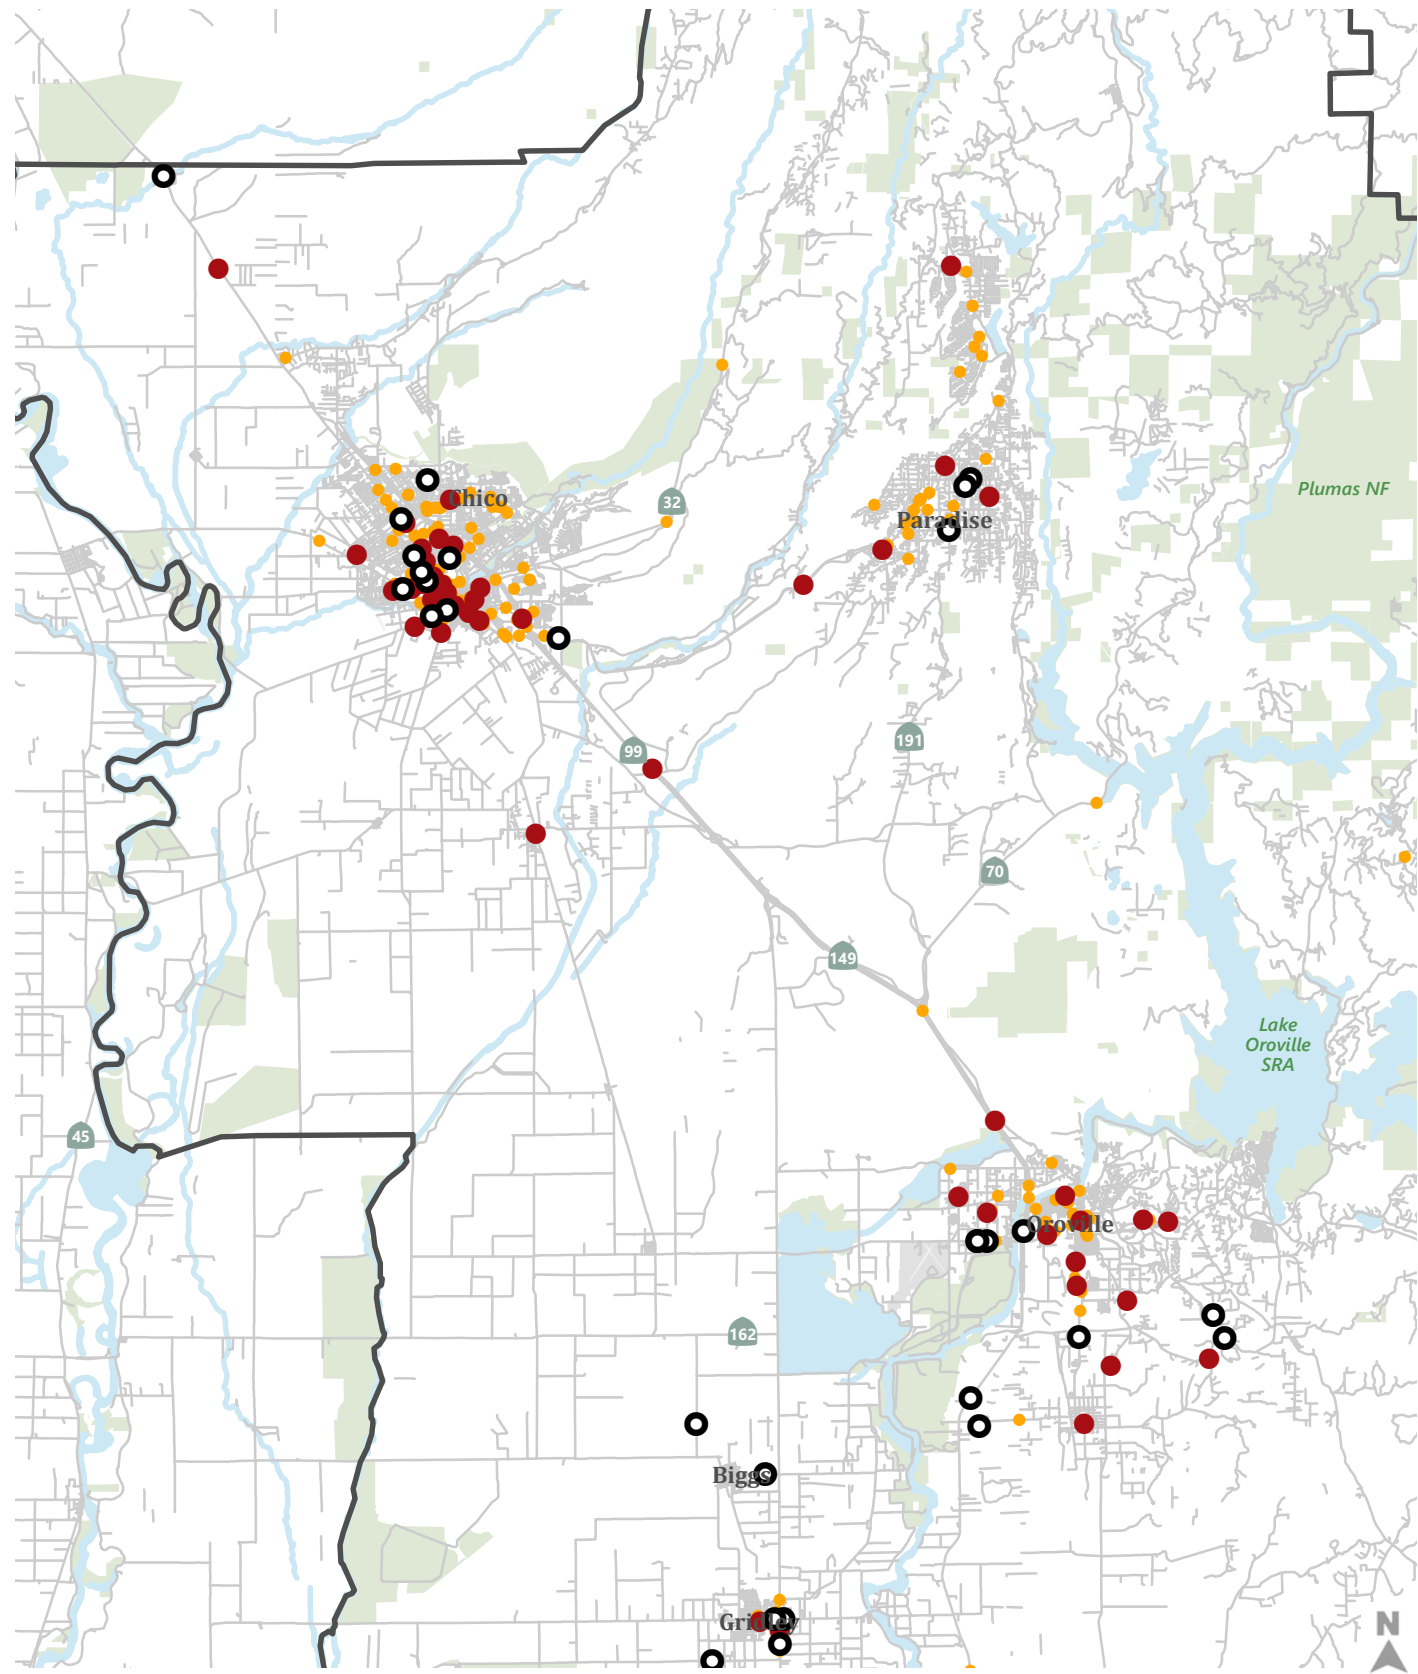 Chico
32
Plumas NF
Paradise
99
191
70
149
Lake
Oroville
SRA
45
Oroville
162
Biggs
Gridley
N